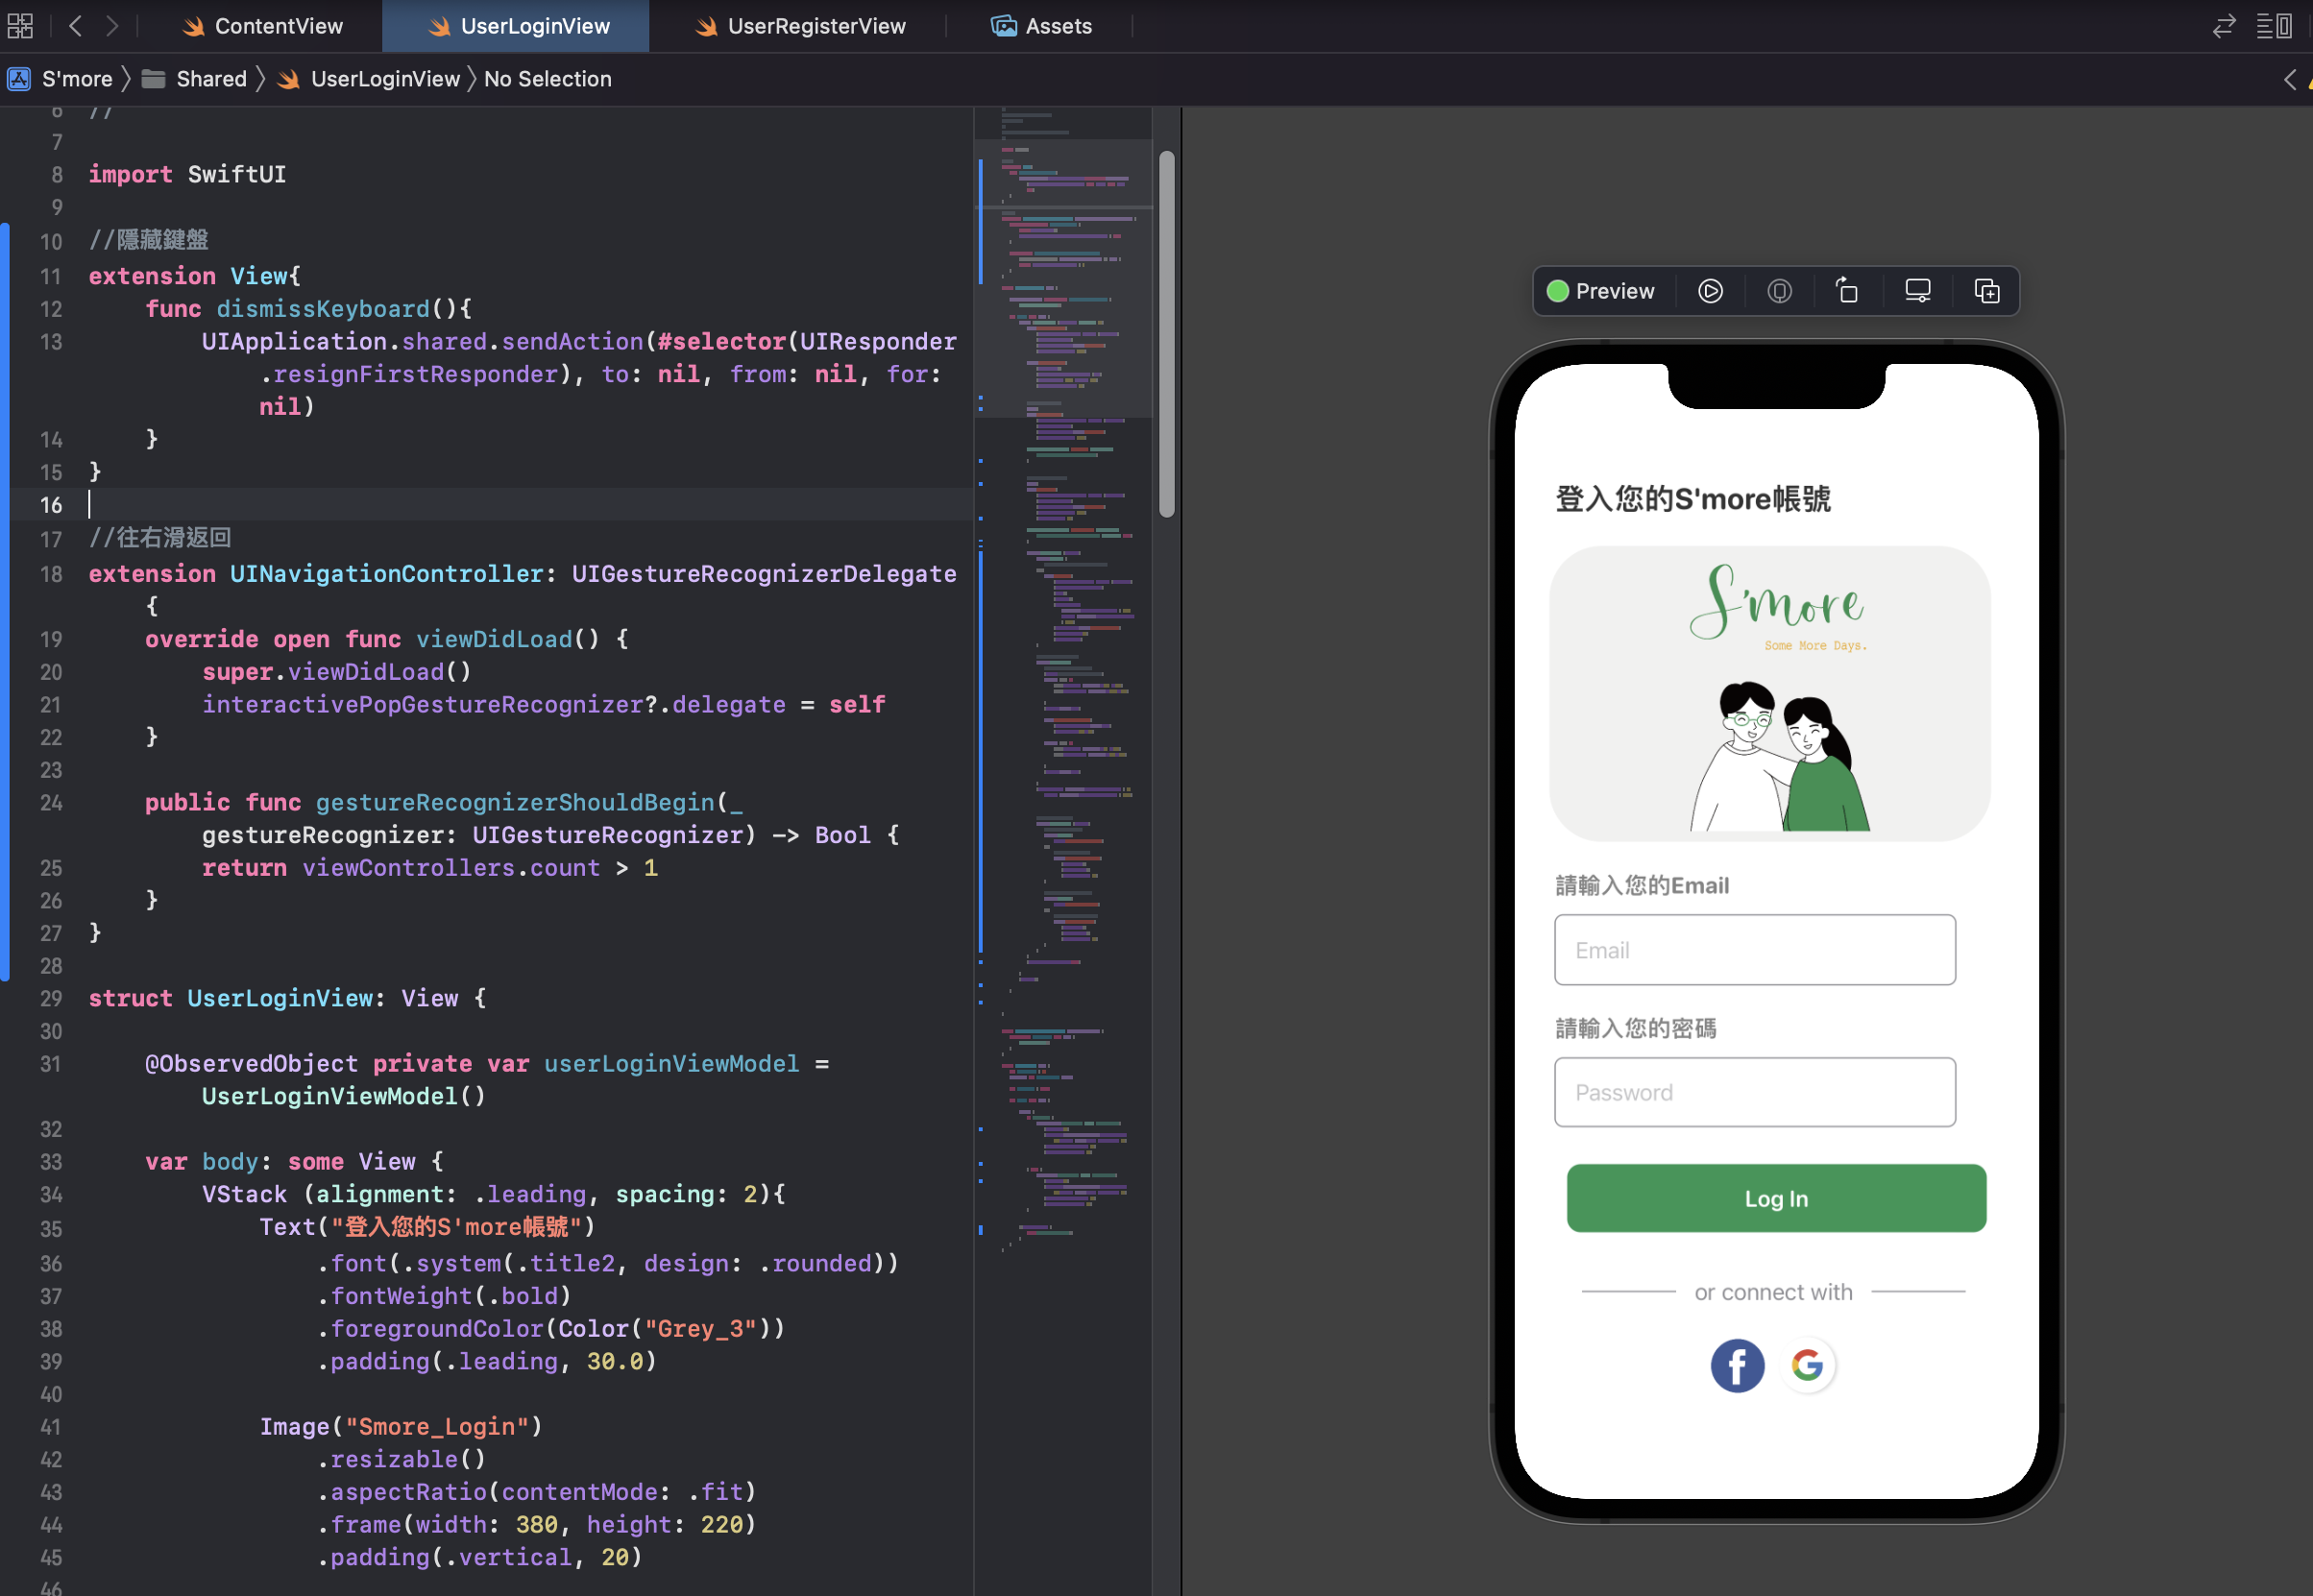 ContentView
UserLoginView
UserRegisterView
Assets
S'more
Shared
UserLoginView
No Selection
6 //
7
8 import SwiftUI
9
10 //隱藏鍵盤
11 extension View{
12 func dismissKeyboard(){
13 UIApplication.shared.sendAction(#selector(UIResponder
.resignFirstResponder), to: nil, from: nil, for:
nil)
14 }
15 }
16
17 //往右滑返回
18 extension UINavigationController: UIGestureRecognizerDelegate
{
19 override open func viewDidLoad() {
20 super.viewDidLoad()
21 interactivePopGestureRecognizer?.delegate = self
22 }
23
24 public func gestureRecognizerShouldBegin(_
gestureRecognizer: UIGestureRecognizer) -> Bool {
25 return viewControllers.count > 1
26 }
27 }
28
29 struct UserLoginView: View {
30
31 @ObservedObject private var userLoginViewModel =
UserLoginViewModel()
32
33 var body: some View {
34 VStack (alignment: .leading, spacing: 2){
35 Text("登入您的S'more帳號")
36 .font(.system(.title2, design: .rounded))
37 .fontWeight(.bold)
38 .foregroundColor(Color("Grey_3"))
39 .padding(.leading, 30.0)
40
41 Image("Smore_Login")
42 .resizable()
43 .aspectRatio(contentMode: .fit)
44 .frame(width: 380, height: 220)
45 .padding(.vertical, 20)
46
Preview
登入您的S'more帳號
S'more
Some More Days.
請輸入您的Email
Email
請輸入您的密碼
Password
Log In
or connect with
f G